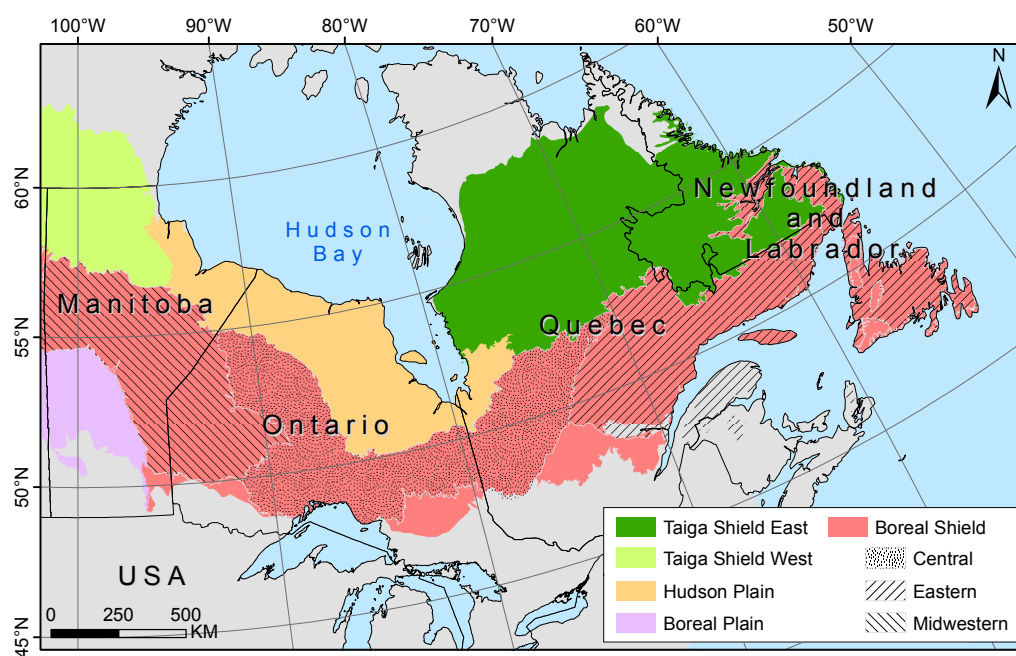 100°W 90°W 80°W 70°W 60°W 50°W
N
60°N
55°N
50°N
45°N
Hudson
Bay
Newfoundland
and
Labrador
Manitoba
Quebec
Ontario
USA
0 250 500
KM
Taiga Shield East
Taiga Shield West
Hudson Plain
Boreal Plain
Boreal Shield
Central
Eastern
Midwestern